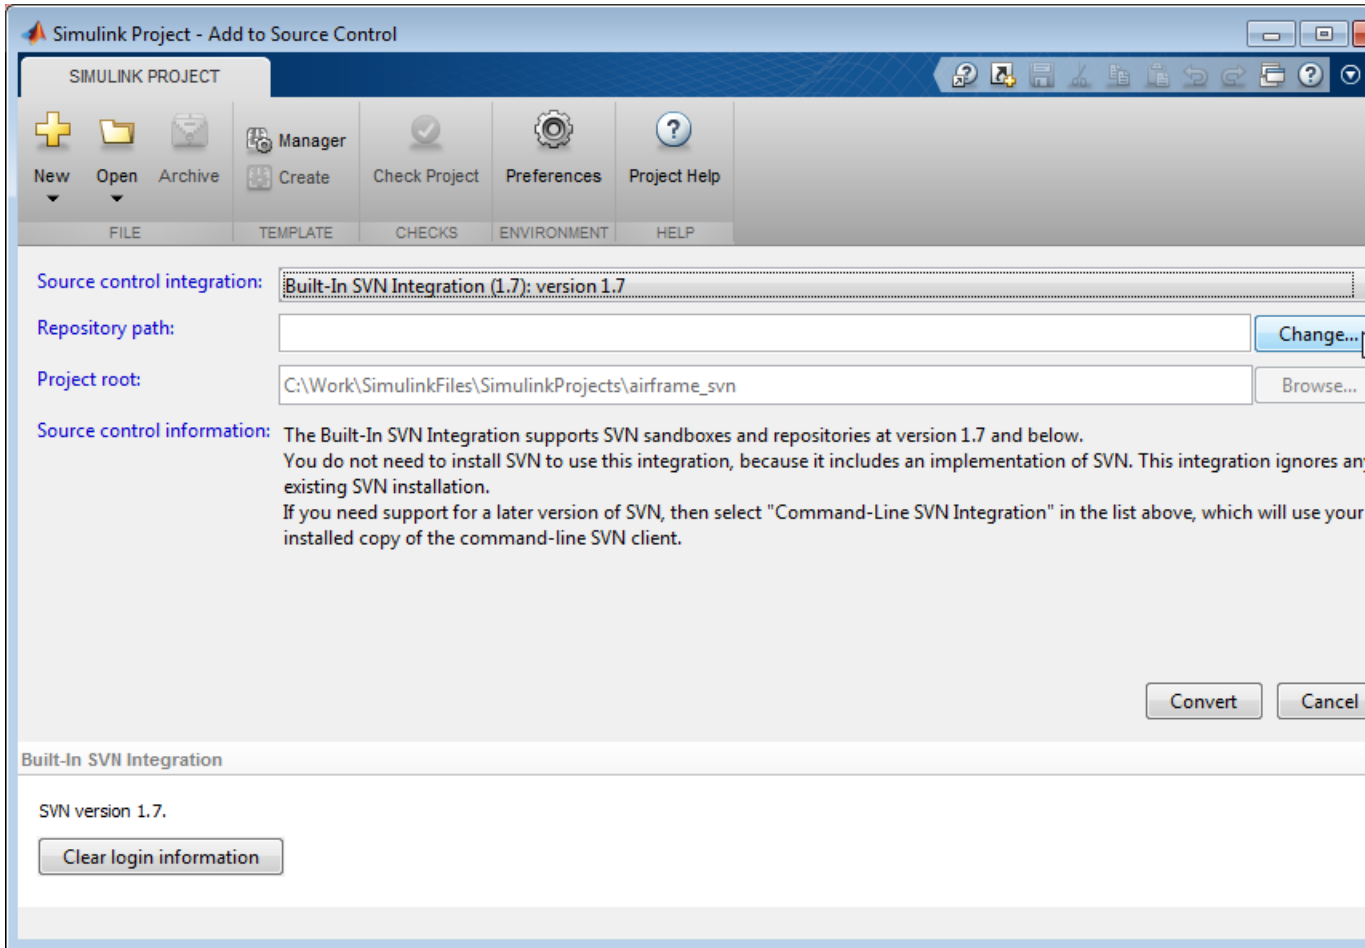 Simulink Project - Add to Source Control
SIMULINK PROJECT
New
Open
Archive
Manager
Create
Check Project
Preferences
Project Help
FILE
TEMPLATE
CHECKS
ENVIRONMENT
HELP
Source control integration:
Built-In SVN Integration (1.7): version 1.7
Repository path:
Change...
Project root:
C:\Work\SimulinkFiles\SimulinkProjects\airframe_svn
Browse...
Source control information:
The Built-In SVN Integration supports SVN sandboxes and repositories at version 1.7 and below.
You do not need to install SVN to use this integration, because it includes an implementation of SVN. This integration ignores any
existing SVN installation.
If you need support for a later version of SVN, then select "Command-Line SVN Integration" in the list above, which will use your
installed copy of the command-line SVN client.
Convert
Cancel
Built-In SVN Integration
SVN version 1.7.
Clear login information